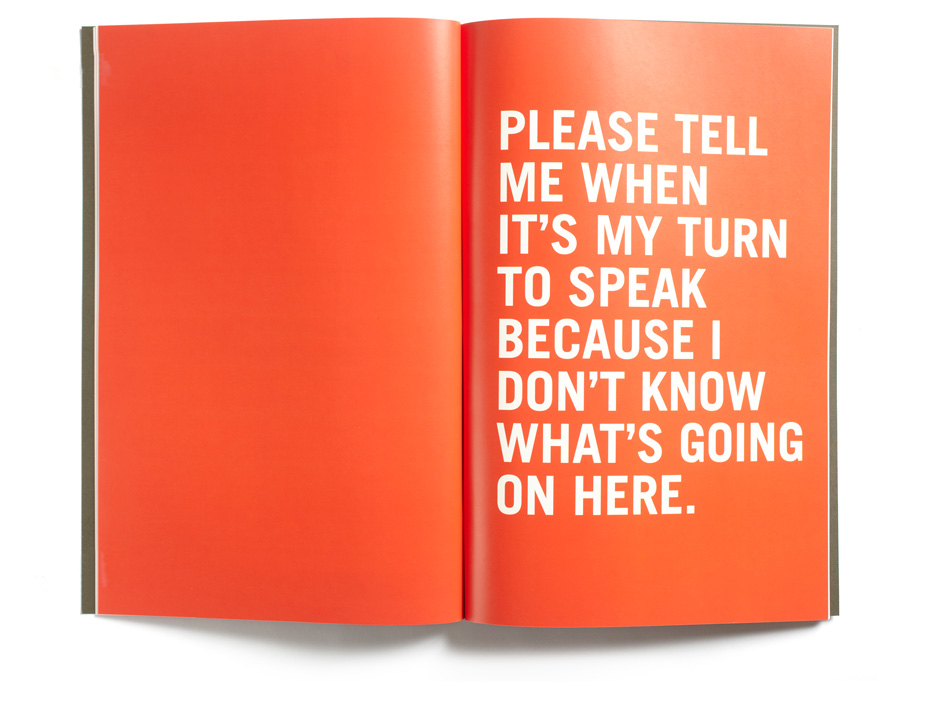 PLEASE TELL
ME WHEN
IT’S MY TURN
TO SPEAK
BECAUSE I
DON’T KNOW
WHAT’S GOING
ON HERE.